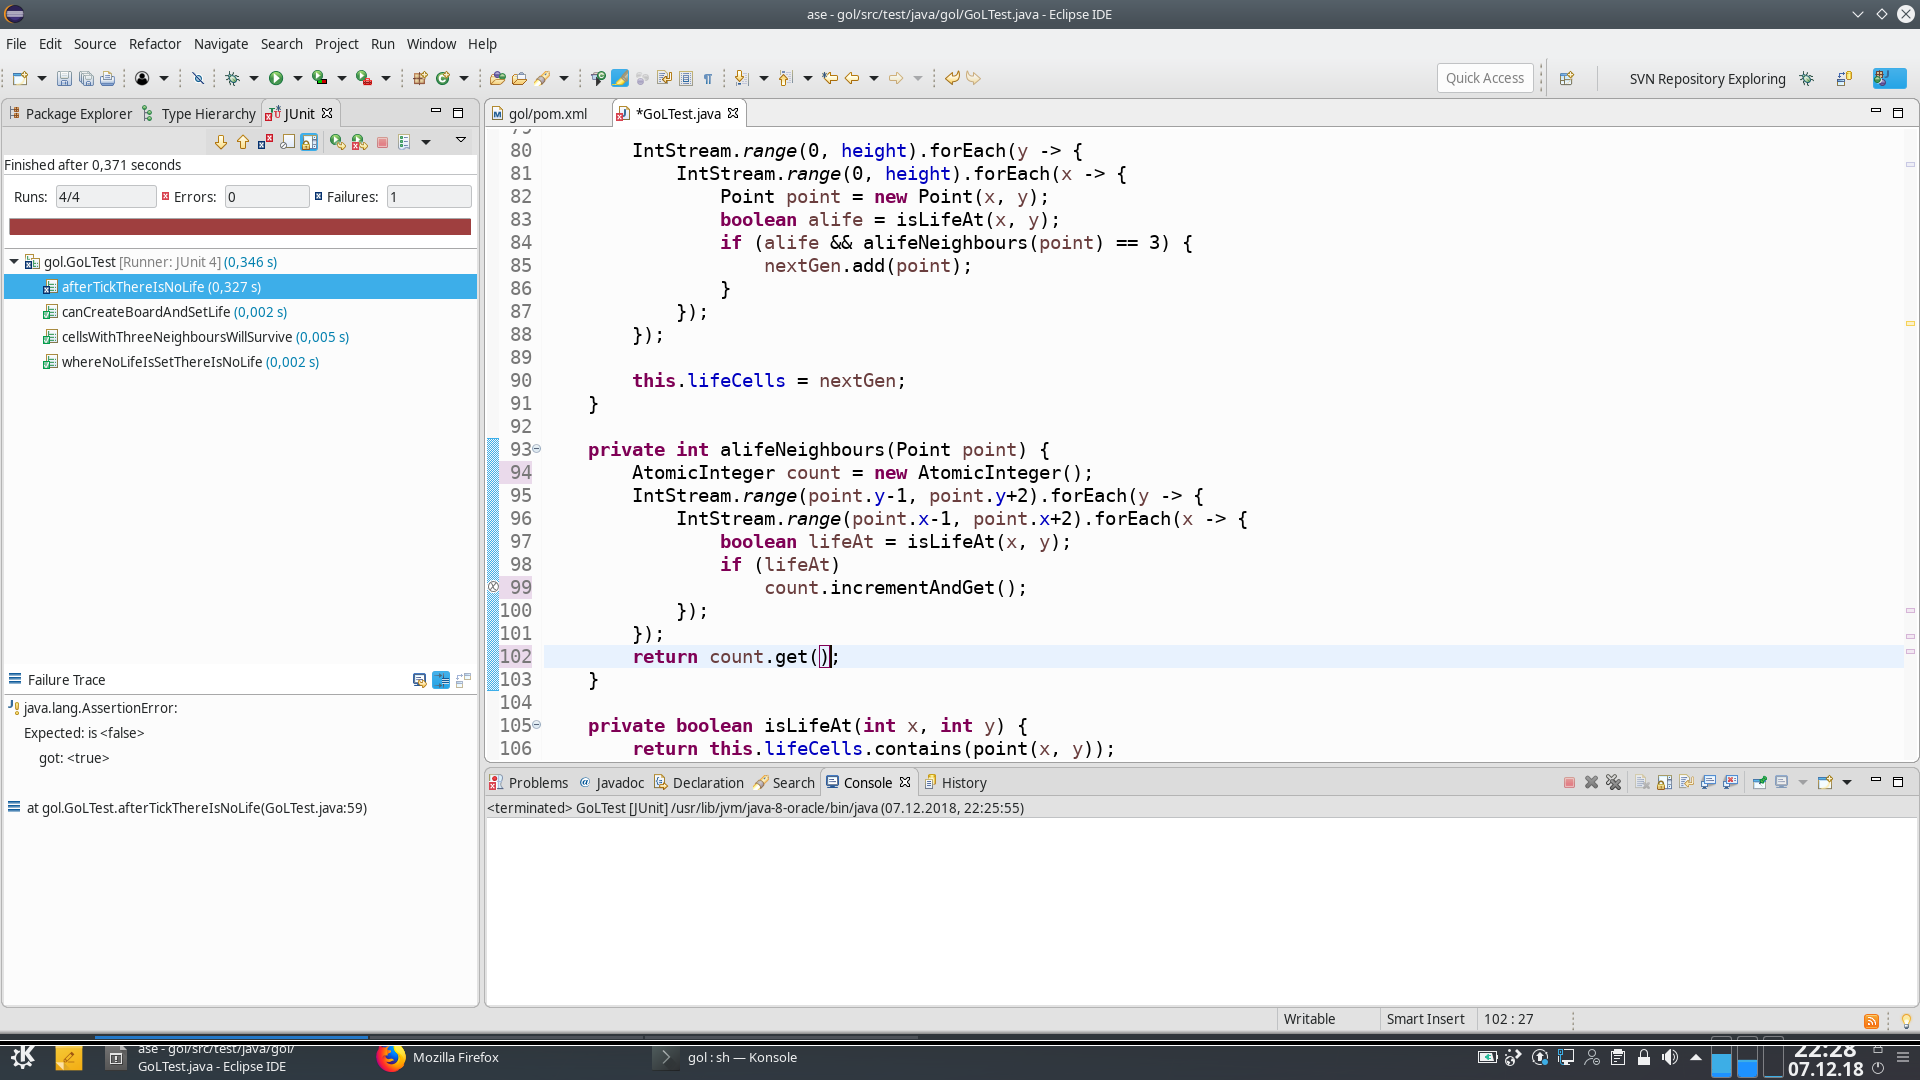 ase - gol/src/test/java/gol/GoLTest.java - Eclipse IDE
File Edit Source Refactor Navigate Search Project Run Window Help
Quick Access
SVN Repository Exploring
Package Explorer Type Hierarchy JUnit
gol/pom.xml *GoLTest.java
Finished after 0,371 seconds
Runs: 4/4 Errors: 0 Failures: 1
gol.GoLTest [Runner: JUnit 4] (0,346 s)
afterTickThereIsNoLife (0,327 s)
canCreateBoardAndSetLife (0,002 s)
cellsWithThreeNeighboursWillSurvive (0,005 s)
whereNoLifeIsSetThereIsNoLife (0,002 s)
Failure Trace
java.lang.AssertionError:
Expected: is <false>
got: <true>
at gol.GoLTest.afterTickThereIsNoLife(GoLTest.java:59)
79
80 IntStream.range(0, height).forEach(y -> {
81 IntStream.range(0, height).forEach(x -> {
82 Point point = new Point(x, y);
83 boolean alife = isLifeAt(x, y);
84 if (alife && alifeNeighbours(point) == 3) {
85 nextGen.add(point);
86 }
87 });
88 });
89
90 this.lifeCells = nextGen;
91 }
92
93 private int alifeNeighbours(Point point) {
94 AtomicInteger count = new AtomicInteger();
95 IntStream.range(point.y-1, point.y+2).forEach(y -> {
96 IntStream.range(point.x-1, point.x+2).forEach(x -> {
97 boolean lifeAt = isLifeAt(x, y);
98 if (lifeAt)
99 count.incrementAndGet();
100 });
101 });
102 return count.get();
103 }
104
105 private boolean isLifeAt(int x, int y) {
106 return this.lifeCells.contains(point(x, y));
Problems Javadoc Declaration Search Console History
<terminated> GoLTest [JUnit] /usr/lib/jvm/java-8-oracle/bin/java (07.12.2018, 22:25:55)
Writable Smart Insert 102 : 27
ase - gol/src/test/java/gol/
GoLTest.java - Eclipse IDE
Mozilla Firefox
gol : sh — Konsole
22:28
07.12.18